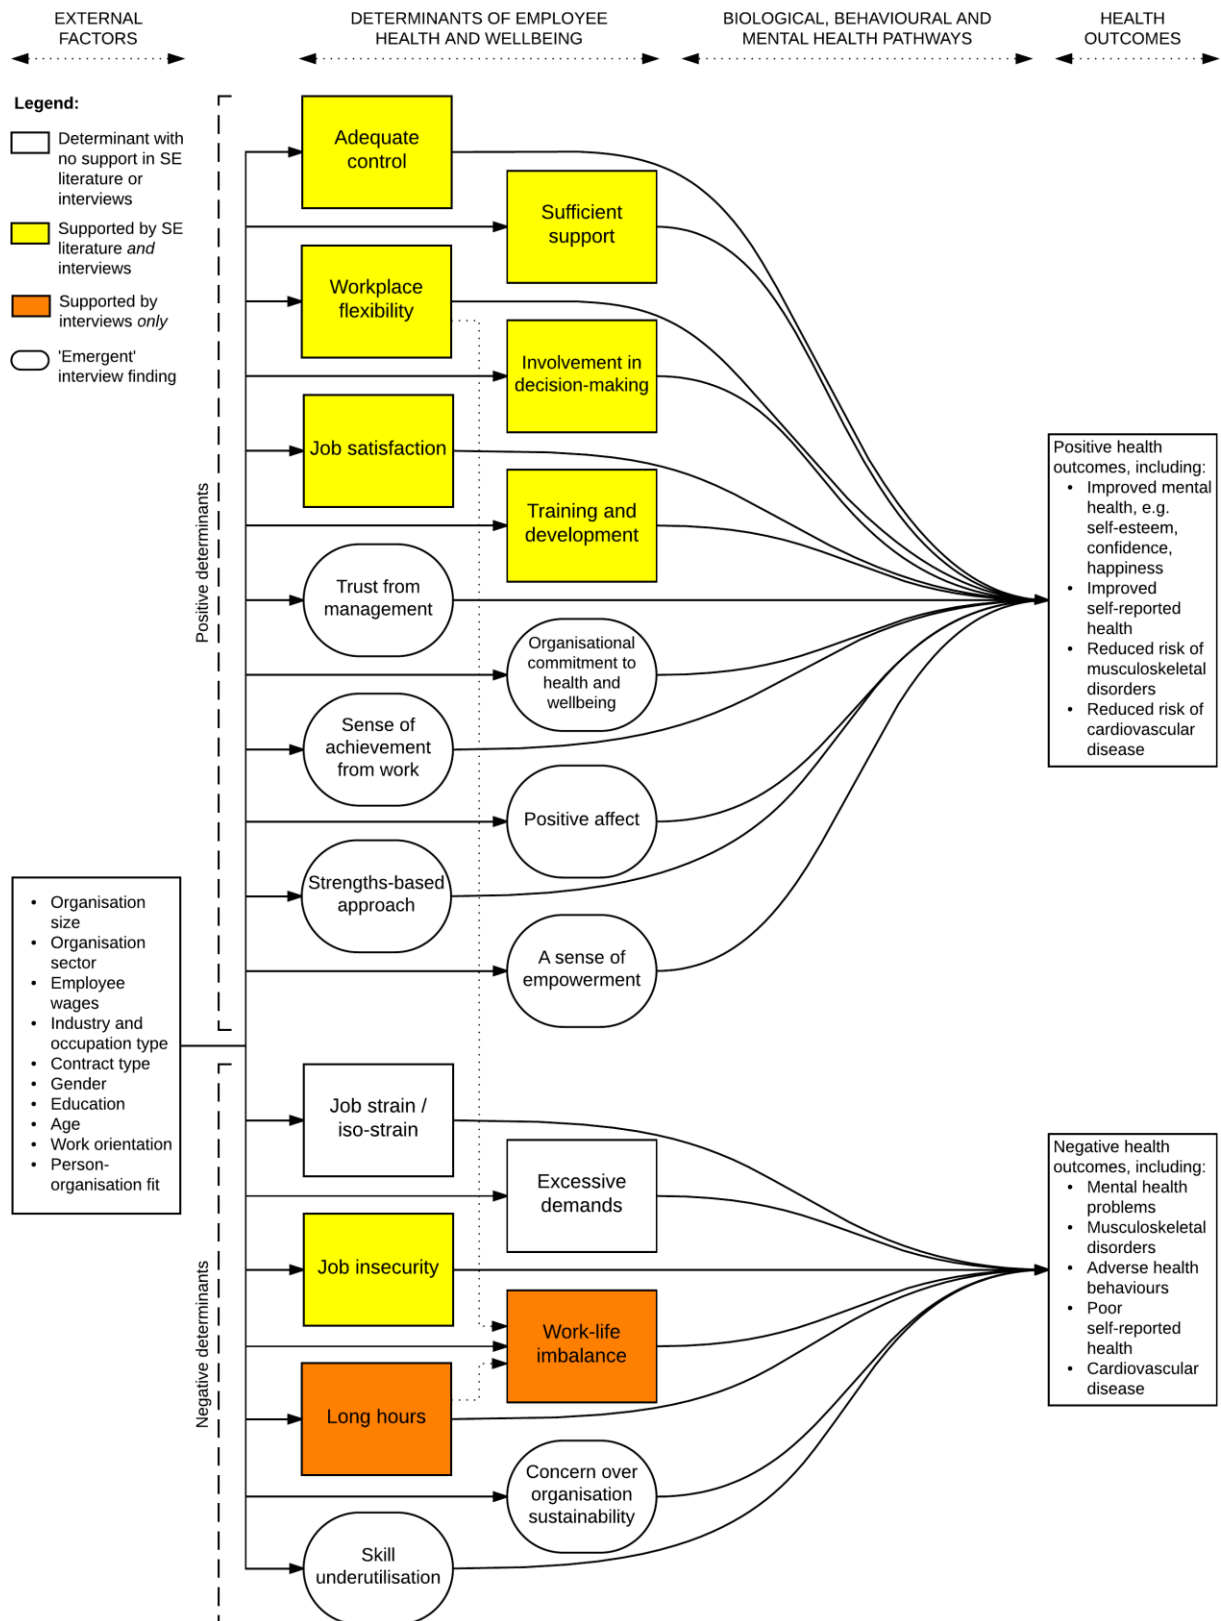 EXTERNAL
FACTORS
DETERMINANTS OF EMPLOYEE
HEALTH AND WELLBEING
BIOLOGICAL, BEHAVIOURAL AND
MENTAL HEALTH PATHWAYS
HEALTH
OUTCOMES
Legend:
Determinant with
no support in SE
literature or
interviews
Supported by SE
literature and
interviews
Supported by
interviews only
'Emergent'
interview finding
Positive determinants
Adequate
control
Sufficient
support
Workplace
flexibility
Involvement in
decision-making
Job satisfaction
Training and
development
Trust from
management
Organisational
commitment to
health and
wellbeing
Sense of
achievement
from work
Positive affect
Strengths-based
approach
A sense of
empowerment
Positive health
outcomes, including:
• Improved mental
health, e.g.
self-esteem,
confidence,
happiness
• Improved
self-reported
health
• Reduced risk of
musculoskeletal
disorders
• Reduced risk of
cardiovascular
disease
• Organisation
size
• Organisation
sector
• Employee
wages
• Industry and
occupation type
• Contract type
• Gender
• Education
• Age
• Work orientation
• Person-
organisation fit
Negative determinants
Job strain /
iso-strain
Excessive
demands
Job insecurity
Work-life
imbalance
Long hours
Concern over
organisation
sustainability
Skill
underutilisation
Negative health
outcomes, including:
• Mental health
problems
• Musculoskeletal
disorders
• Adverse health
behaviours
• Poor
self-reported
health
• Cardiovascular
disease